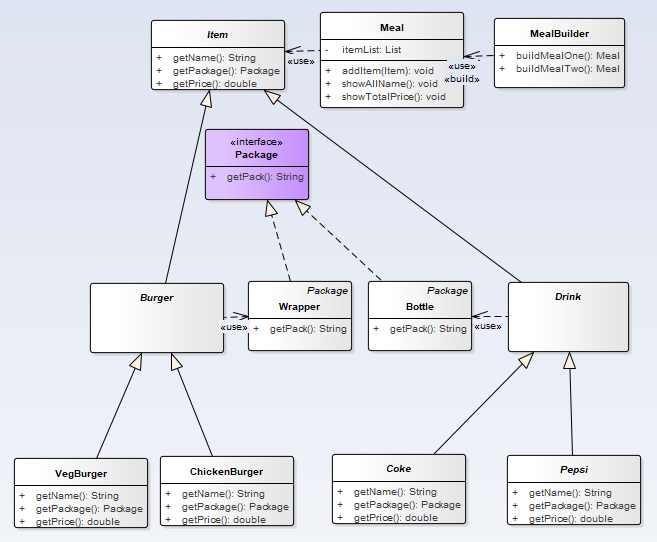 Item
+ getName(): String
+ getPackage(): Package
+ getPrice(): double
«use»
Meal
- itemList: List
+ addItem(Item): void
+ showAllName(): void
+ showTotalPrice(): void
«use»
«build»
MealBuilder
+ buildMealOne(): Meal
+ buildMealTwo(): Meal
«interface»
Package
+ getPack(): String
Burger
«use»
Package
Wrapper
+ getPack(): String
Package
Bottle
+ getPack(): String
«use»
Drink
VegBurger
+ getName(): String
+ getPackage(): Package
+ getPrice(): double
ChickenBurger
+ getName(): String
+ getPackage(): Package
+ getPrice(): double
Coke
+ getName(): String
+ getPackage(): Package
+ getPrice(): double
Pepsi
+ getName(): String
+ getPackage(): Package
+ getPrice(): double